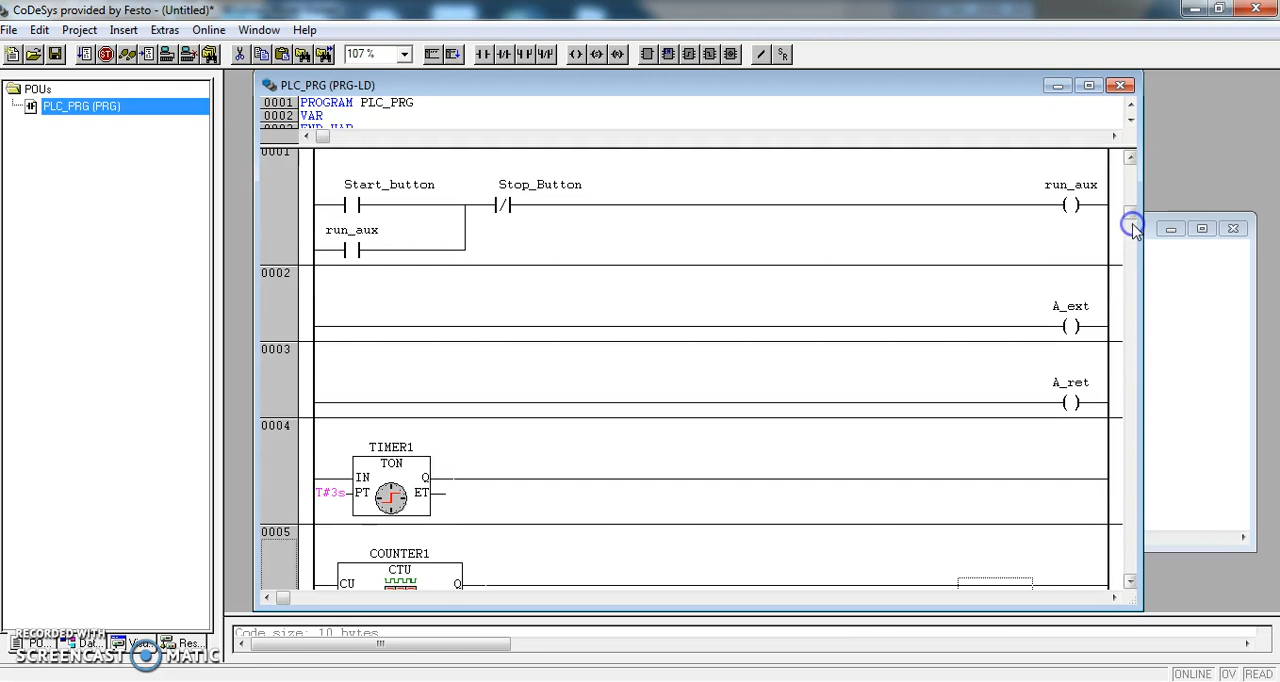 CoDeSys provided by Festo - (Untitled)*
File Edit Project Insert Extras Online Window Help
107 %
POUs
PLC_PRG (PRG)
PLC_PRG (PRG-LD)
0001 PROGRAM PLC_PRG
0002 VAR
END_VAR
0001
Start_button Stop_Button run_aux
run_aux
0002
A_ext
0003
A_ret
0004
TIMER1
TON
IN Q
T#3s PT ET
0005
COUNTER1
CTU
CU Q
Code size: 10 bytes
RECORDED WITH
SCREENCAST MATIC
ONLINE OV READ